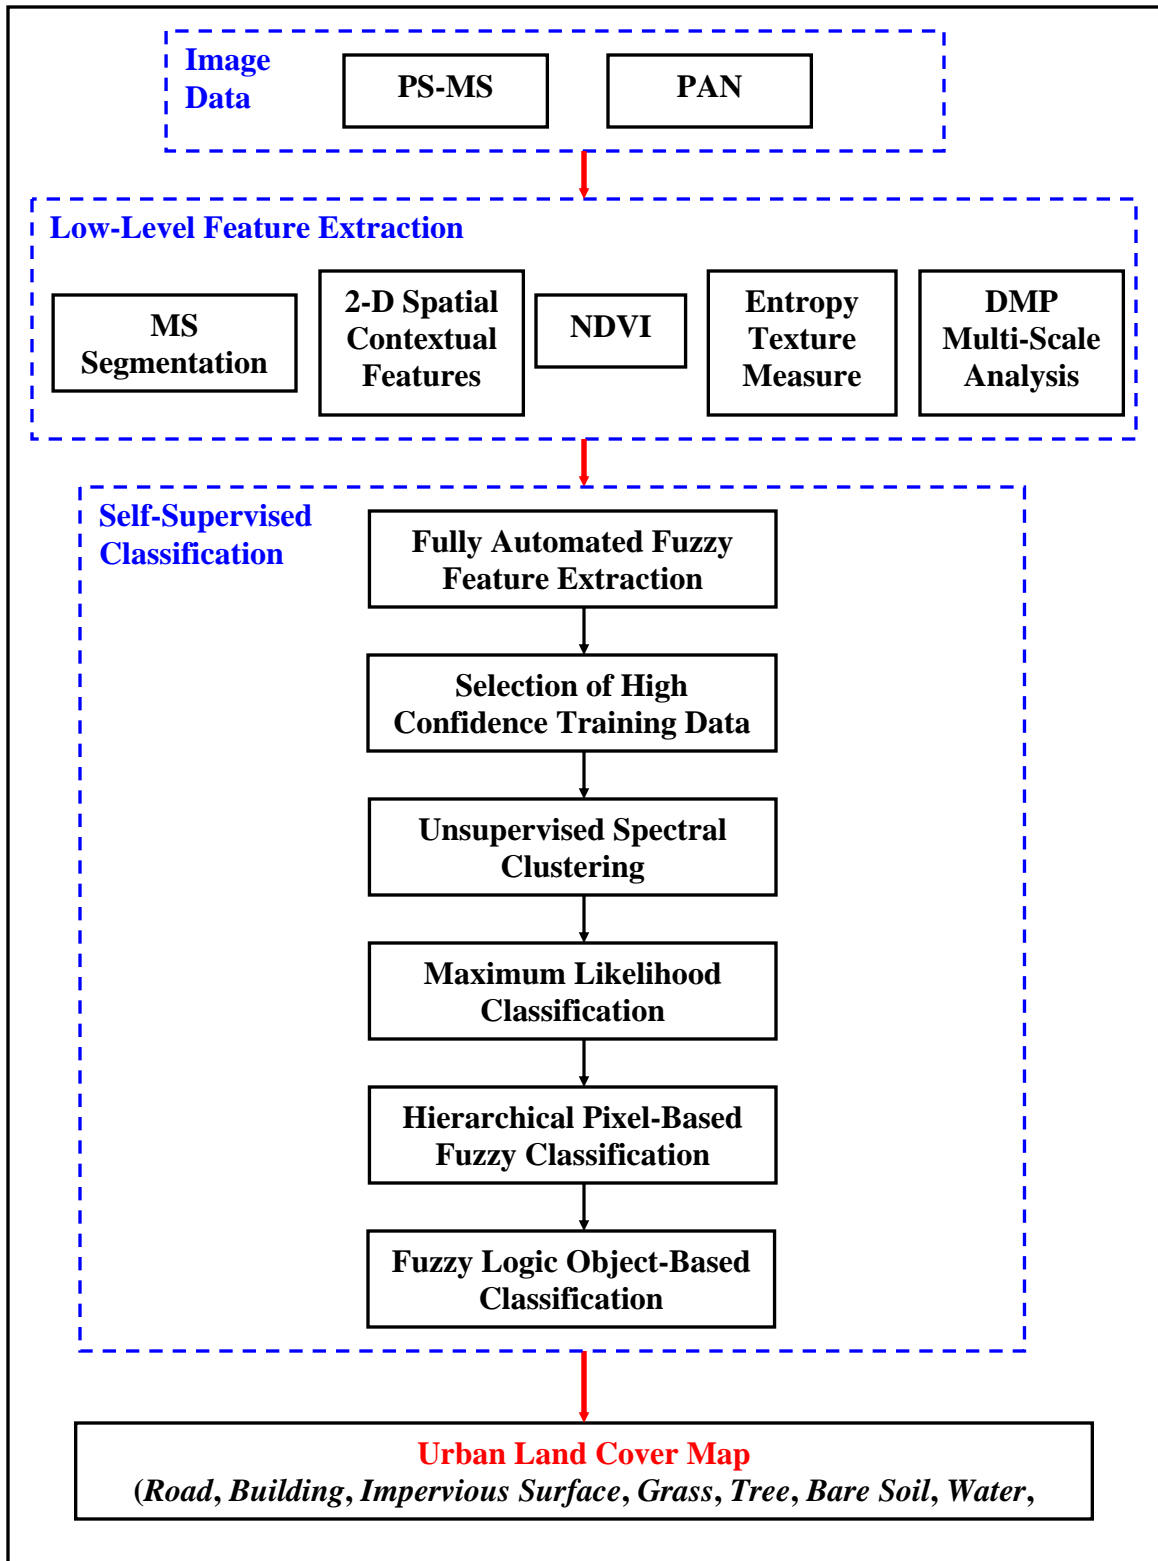 Image
Data
PS-MS
PAN
Low-Level Feature Extraction
MS
Segmentation
2-D Spatial
Contextual
Features
NDVI
Entropy
Texture
Measure
DMP
Multi-Scale
Analysis
Self-Supervised
Classification
Fully Automated Fuzzy
Feature Extraction
Selection of High
Confidence Training Data
Unsupervised Spectral
Clustering
Maximum Likelihood
Classification
Hierarchical Pixel-Based
Fuzzy Classification
Fuzzy Logic Object-Based
Classification
Urban Land Cover Map
(Road, Building, Impervious Surface, Grass, Tree, Bare Soil, Water,